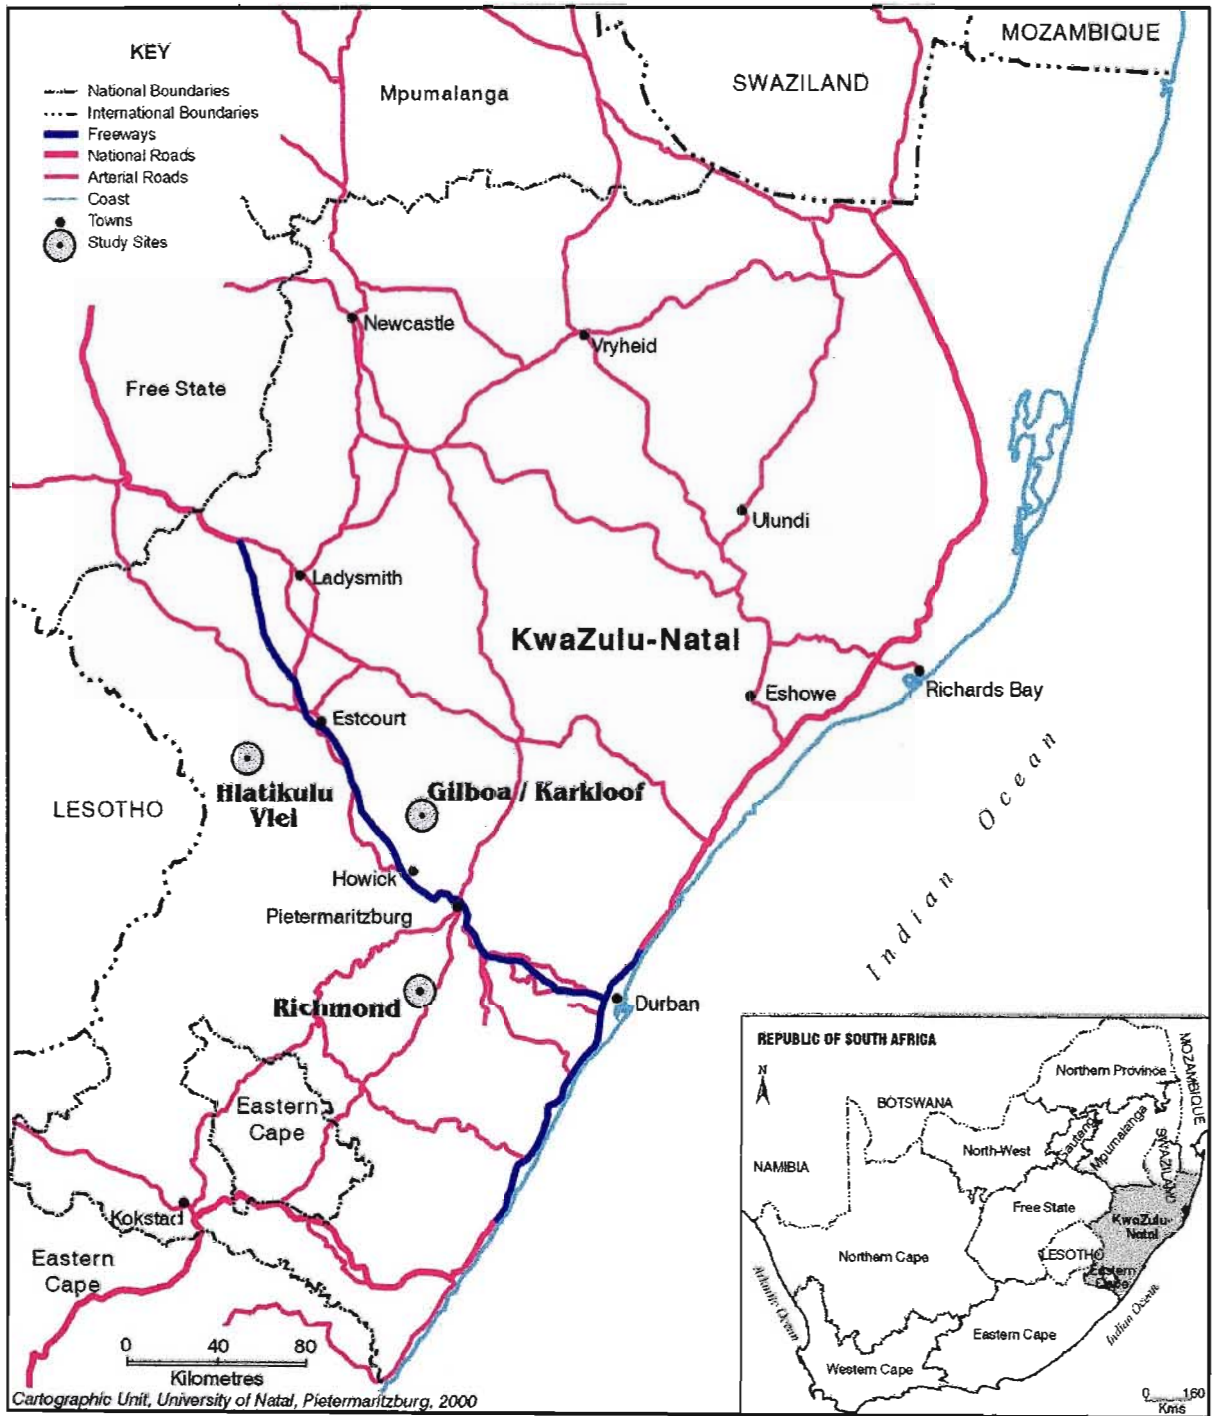 KEY
National Boundaries
International Boundaries
Freeways
National Roads
Arterial Roads
Coast
Towns
Study Sites
MOZAMBIQUE
SWAZILAND
Mpumalanga
Newcastle
Vryheid
Free State
Ulundi
Ladysmith
KwaZulu-Natal
Eshowe
Richards Bay
Estcourt
Hlatikulu
Vlei
Gilboa / Karkloof
LESOTHO
Indian Ocean
Howick
Pietermaritzburg
Richmond
Durban
Eastern
Cape
Kokstad
Eastern
Cape
0 40 80
Kilometres
Cartographic Unit, University of Natal, Pietermaritzburg, 2000
REPUBLIC OF SOUTH AFRICA
N
Northern Province
MOZAMBIQUE
BOTSWANA
Gauteng
Mpumalanga
North-West
SWAZILAND
NAMIBIA
Free State
KwaZulu-
Natal
LESOTHO
Northern Cape
Eastern
Cape
Atlantic Ocean
Indian Ocean
Eastern Cape
Western Cape
0 160
Kms